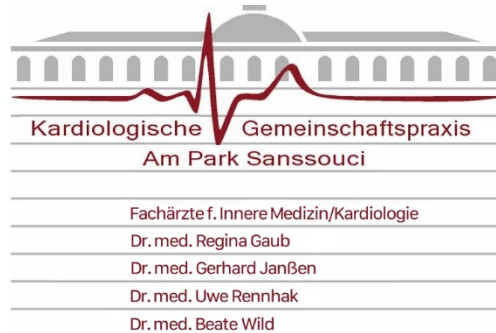 Kardiologische Gemeinschaftspraxis
Am Park Sanssouci
Fachärzte f. Innere Medizin/Kardiologie
Dr. med. Regina Gaub
Dr. med. Gerhard Janßen
Dr. med. Uwe Rennhak
Dr. med. Beate Wild